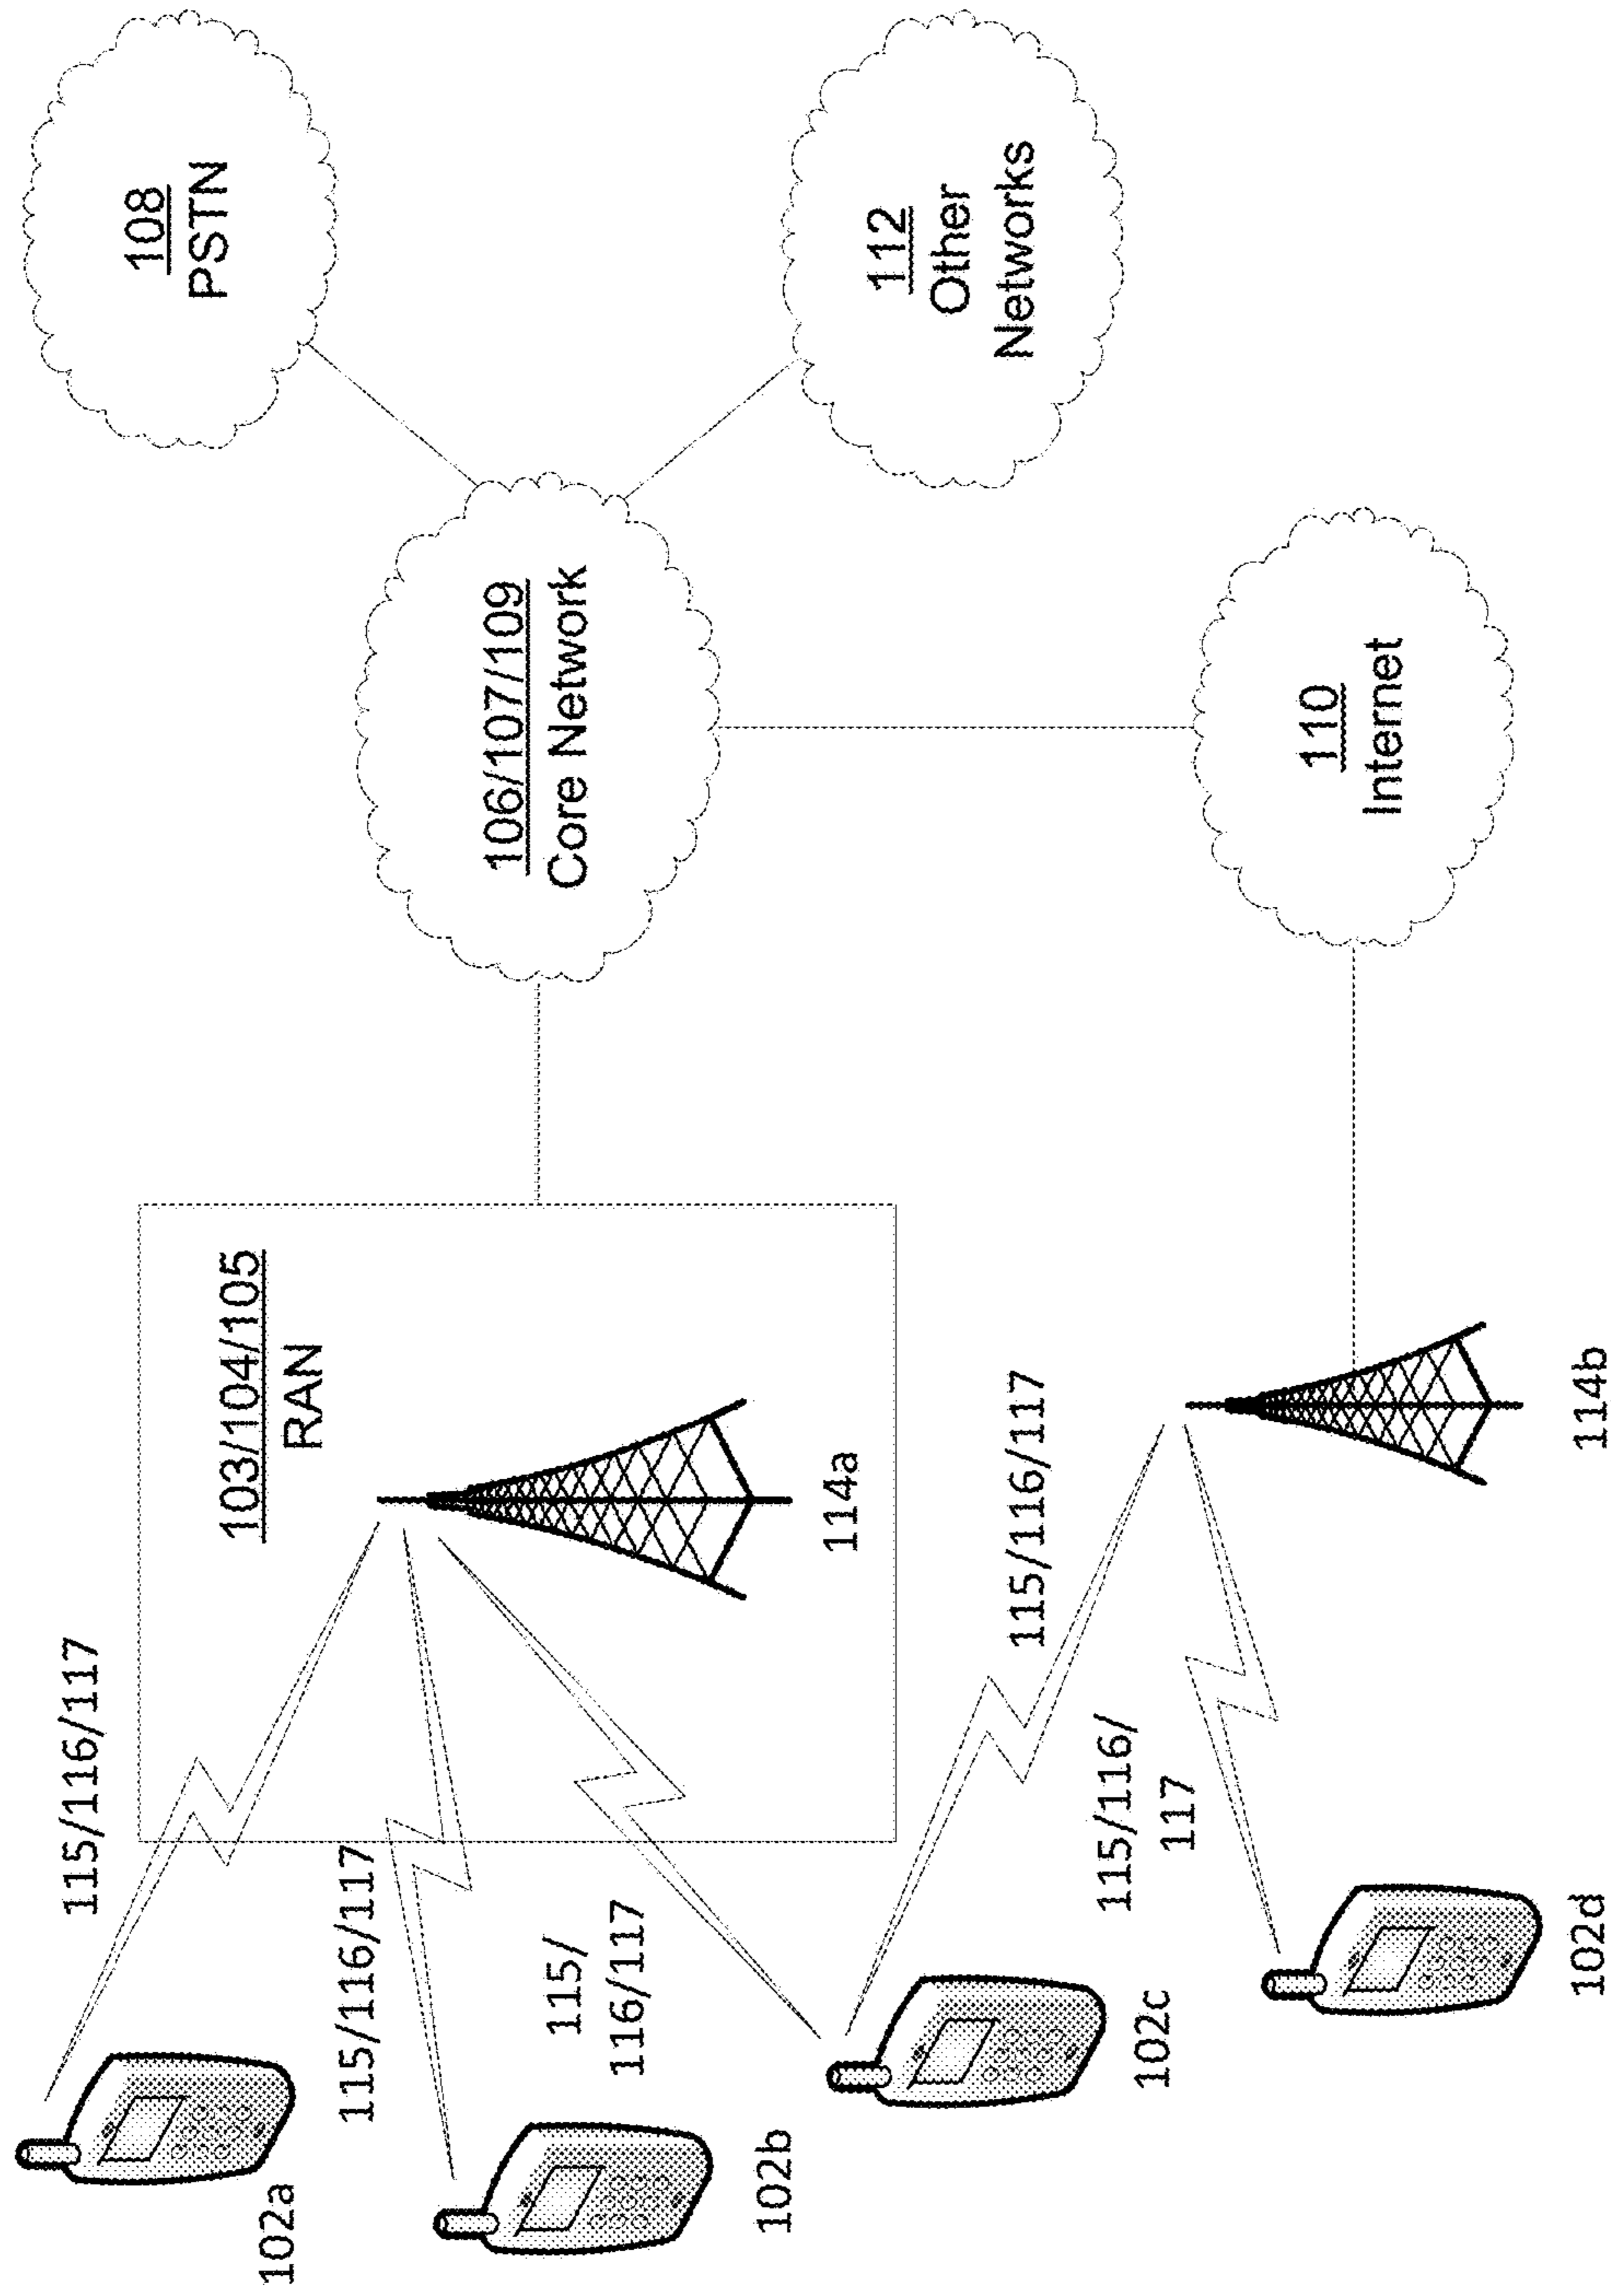 115/116/117
102a
103/104/105
RAN
108
PSTN
115/116/117
102b
106/107/109
Core Network
115/
116/117
114a
112
Other
Networks
102c
115/116/117
115/116/
117
110
Internet
102d
114b